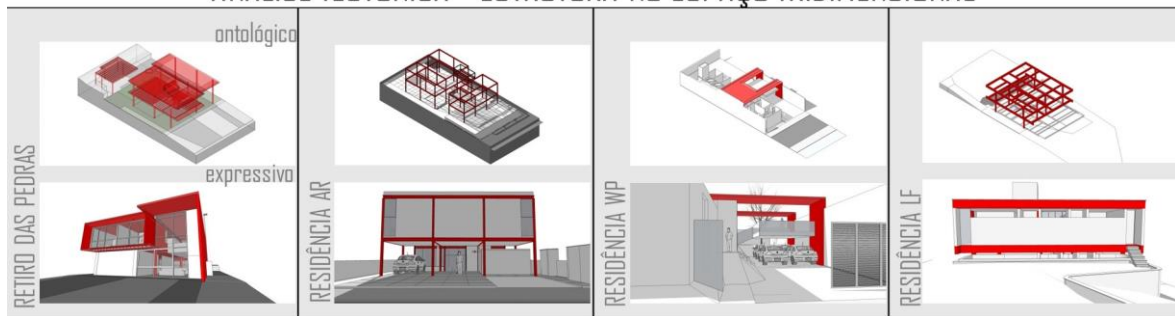 ontológico
expressivo
RETIRO DAS PEDRAS
RESIDÊNCIA AR
RESIDÊNCIA WP
RESIDÊNCIA LF